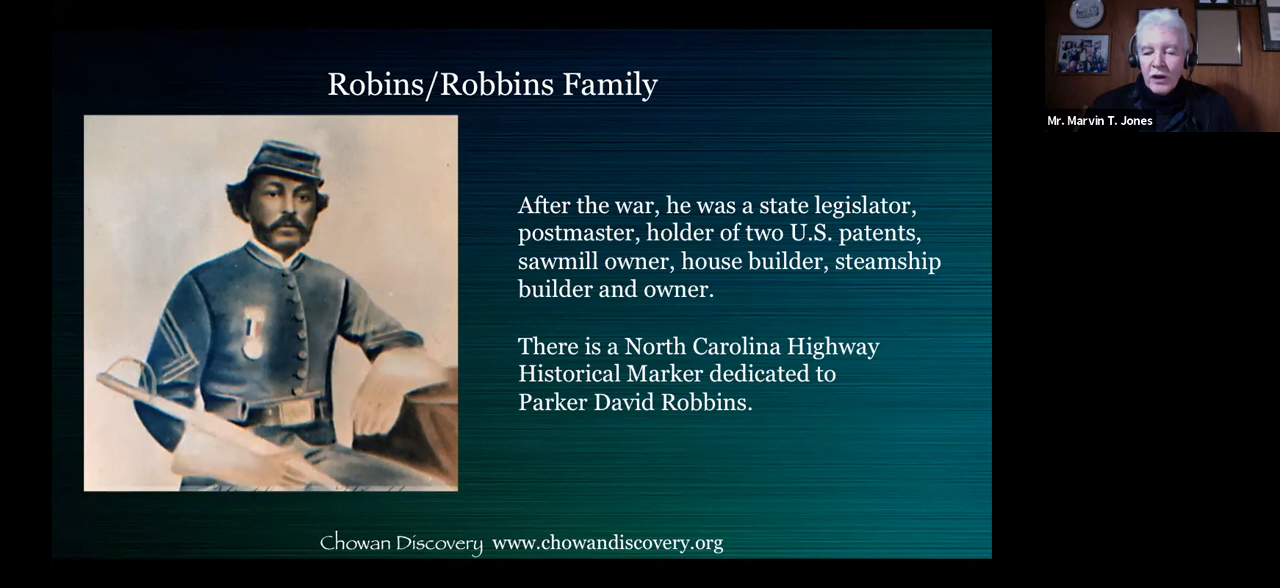 Robins/Robbins Family
After the war, he was a state legislator,
postmaster, holder of two U.S. patents,
sawmill owner, house builder, steamship
builder and owner.
There is a North Carolina Highway
Historical Marker dedicated to
Parker David Robbins.
Chowan Discovery www.chowandiscovery.org
Mr. Marvin T. Jones